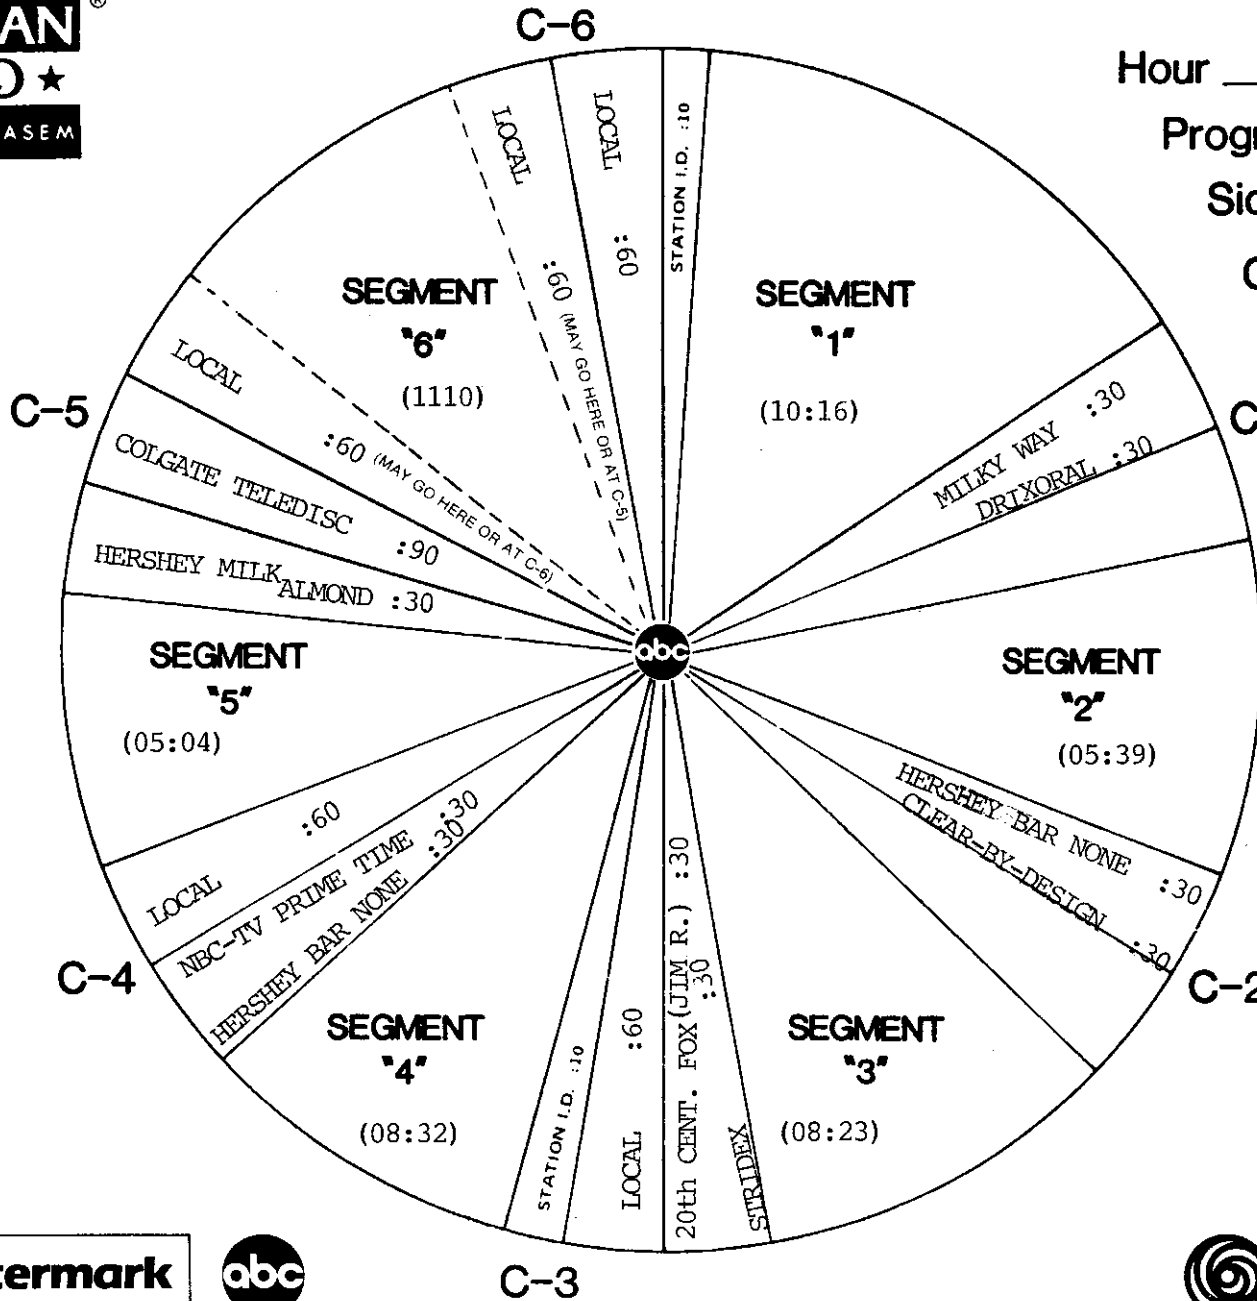 AN
®
ASEM
C-6
Hour
Progr
LOCAL
:60 (MAY GO HERE OR AT C-5)
LOCAL
:60
STATION I.D. :10
SEGMENT
"1"
(10:16)
MILKY WAY :30
DRIXORAL :30
SEGMENT
"2"
(05:39)
HERSHEY BAR NONE :30
CLEAR-BY-DESIGN :30
C-2
SEGMENT
"3"
(08:23)
STRIDEX :30
20th CENT. FOX (JIM R.) :30
C-3
LOCAL :60
STATION I.D. :10
SEGMENT
"4"
(08:32)
HERSHEY BAR NONE :30
NBC-TV PRIME TIME :30
LOCAL :60
C-4
SEGMENT
"5"
(05:04)
HERSHEY MILK
ALMOND :30
COLGATE TELEDISC :90
C-5
LOCAL
:60 (MAY GO HERE OR AT C-6)
SEGMENT
"6"
(1110)
abc
termark
abc